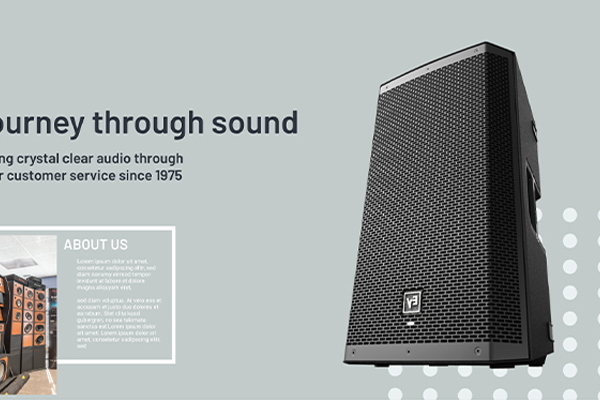 ourney through sound
ng crystal clear audio through
r customer service since 1975
ABOUT US
Lorem ipsum dolor sit amet,
consetetur sadipscing elitr, sed
diam nonumy eirmod tempor
invidunt ut labore et dolore
magna aliquyam erat.
sed diam voluptua. At vero eos et
accusam et justo duo dolores et
ea rebum. Stet clita kasd
gubergren, no sea takimata
sanctus est Lorem ipsum dolor
sit amet. Lorem ipsum dolor sit
amet, consetetur sadipscing elitr,
sed
EV